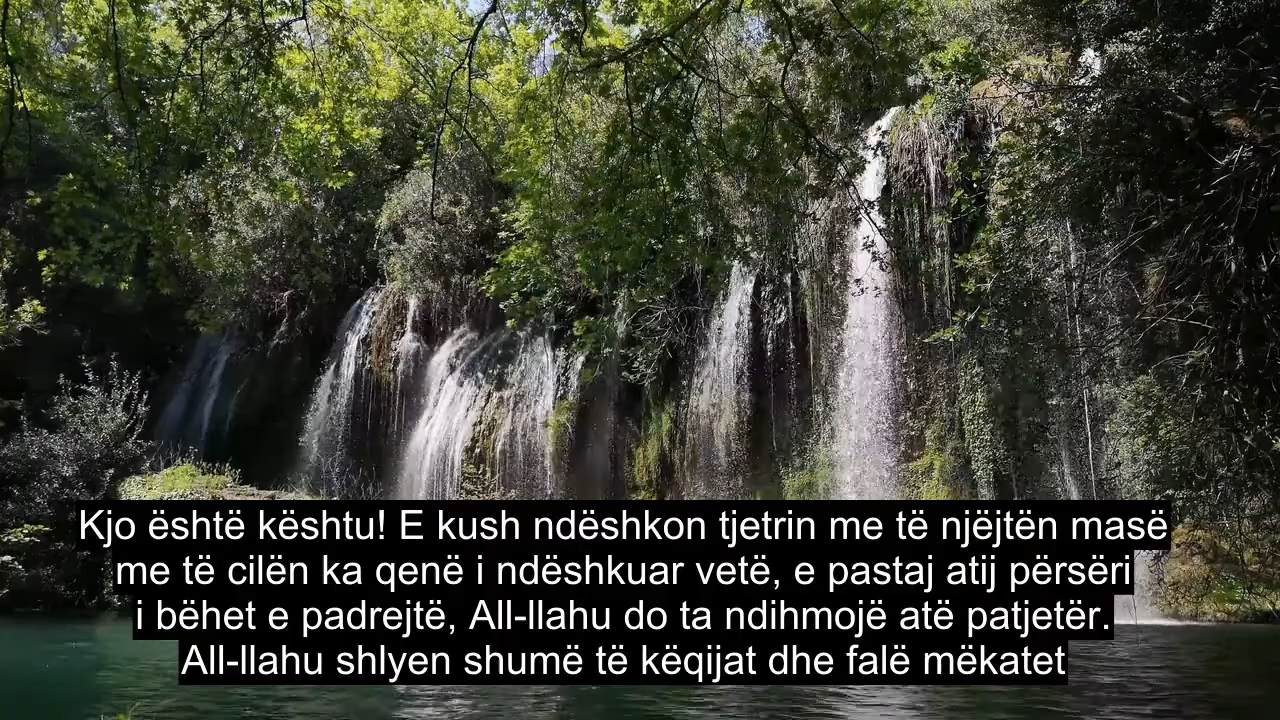 Kjo është kështu! E kush ndëshkon tjetrin me të njëjtën masë
me të cilën ka qenë i ndëshkuar vetë, e pastaj atij përsëri
i bëhet e padrejtë, All-llahu do ta ndihmojë atë patjetër.
All-llahu shlyen shumë të këqijat dhe falë mëkatet